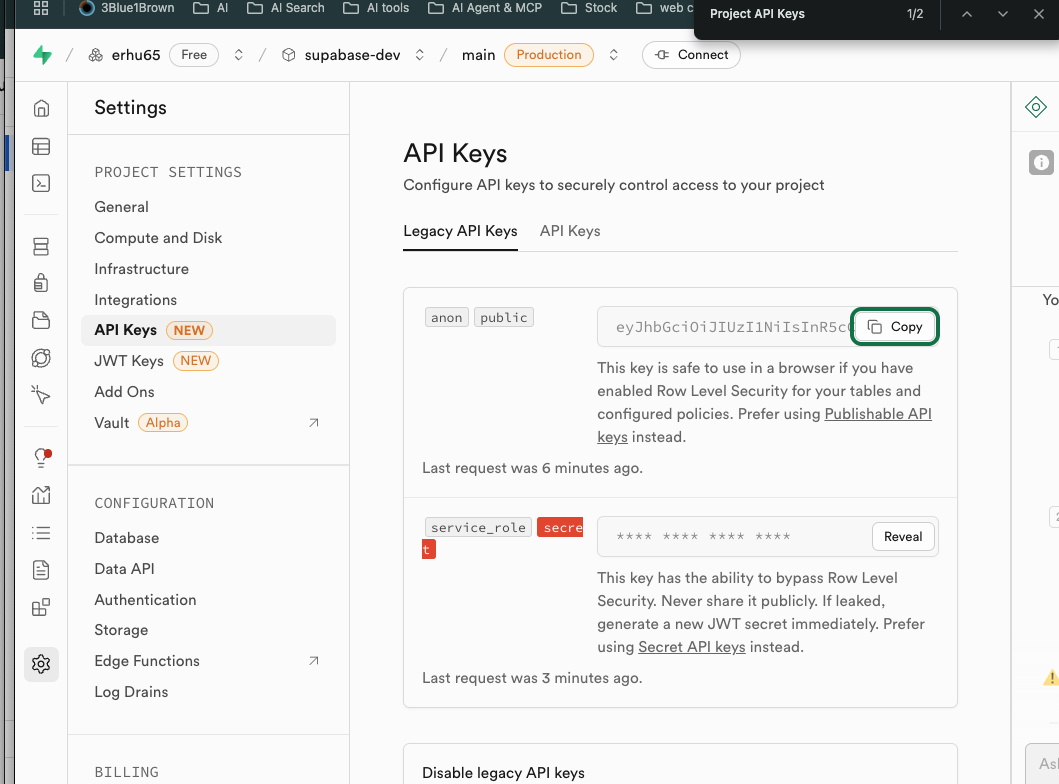 3Blue1Brown AI AI Search AI tools AI Agent & MCP Stock web c
Project API Keys 1/2
erhu65 Free / supabase-dev / main Production Connect
Settings
PROJECT SETTINGS
General
Compute and Disk
Infrastructure
Integrations
API Keys NEW
JWT Keys NEW
Add Ons
Vault Alpha
CONFIGURATION
Database
Data API
Authentication
Storage
Edge Functions
Log Drains
BILLING
API Keys
Configure API keys to securely control access to your project
Legacy API Keys API Keys
anon public
eyJhbGciOiJIUzI1NiIsInR5c Copy
This key is safe to use in a browser if you have
enabled Row Level Security for your tables and
configured policies. Prefer using Publishable API
keys instead.
Last request was 6 minutes ago.
service_role secre
t
**** **** **** **** Reveal
This key has the ability to bypass Row Level
Security. Never share it publicly. If leaked,
generate a new JWT secret immediately. Prefer
using Secret API keys instead.
Last request was 3 minutes ago.
Disable legacy API keys
Yo
As